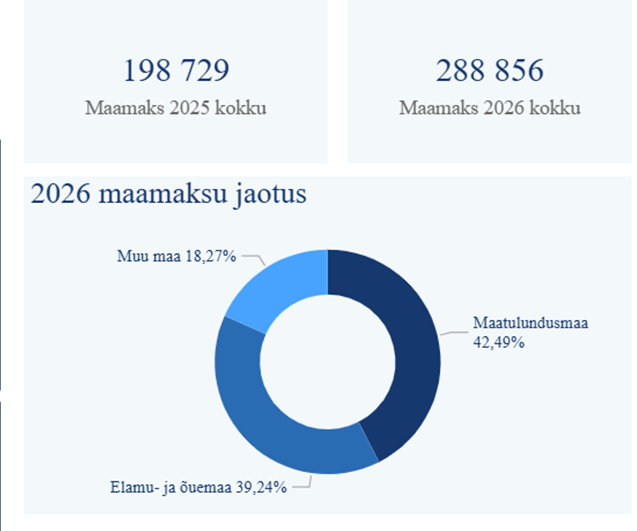 198 729
Maamaks 2025 kokku
288 856
Maamaks 2026 kokku
2026 maamaksu jaotus
Muu maa 18,27%
Maatulundusmaa
42,49%
Elamu- ja õuemaa 39,24%